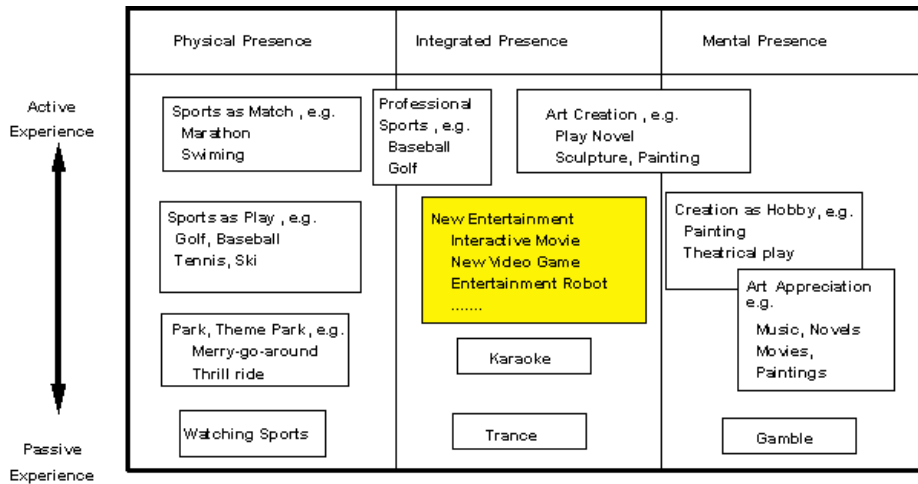 Physical Presence
Integrated Presence
Mental Presence
Active
Experience
Sports as Match , e.g.
Marathon
Swiming
Professional
Sports , e.g.
Baseball
Golf
Art Creation , e.g.
Play Novel
Sculpture, Painting
Sports as Play , e.g.
Golf, Baseball
Tennis, Ski
New Entertainment
Interactive Movie
New Video Game
Entertainment Robot
.......
Creation as Hobby, e.g.
Painting
Theatrical play
Art Appreciation
e.g.
Music, Novels
Movies,
Paintings
Park, Theme Park, e.g.
Merry-go-around
Thrill ride
Karaoke
Watching Sports
Trance
Gamble
Passive
Experience